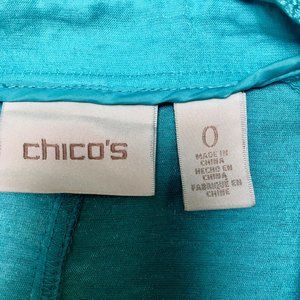 chico's
0
MADE IN
CHINA
HECHO EN
CHINA
FABRIQUÉ EN
CHINE